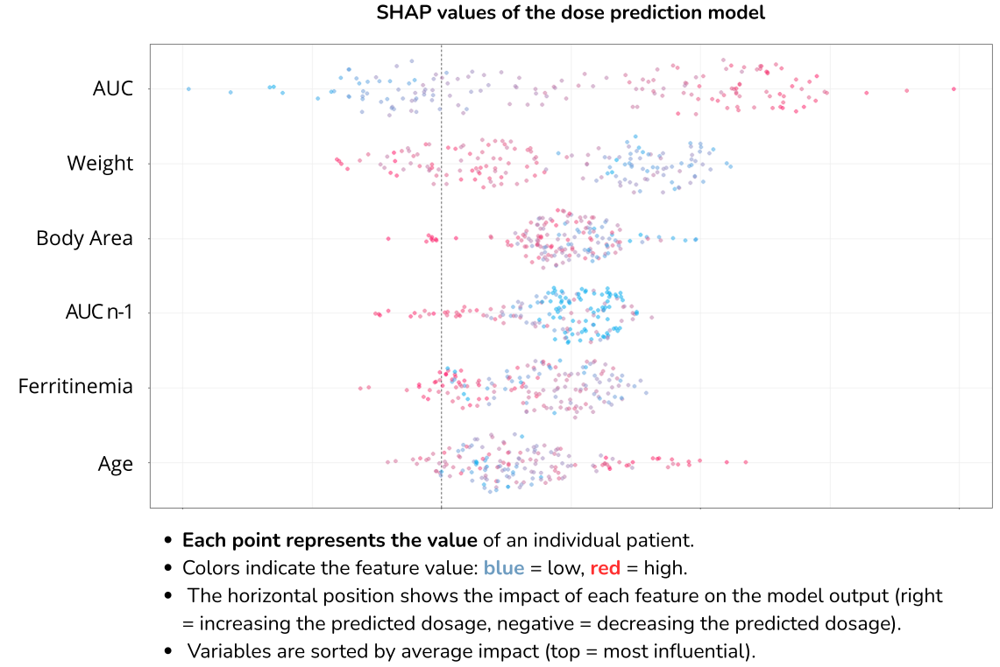 SHAP values of the dose prediction model
AUC
Weight
Body Area
AUC n-1
Ferritinemia
Age
• Each point represents the value of an individual patient.
• Colors indicate the feature value: blue = low, red = high.
• The horizontal position shows the impact of each feature on the model output (right
= increasing the predicted dosage, negative = decreasing the predicted dosage).
• Variables are sorted by average impact (top = most influential).